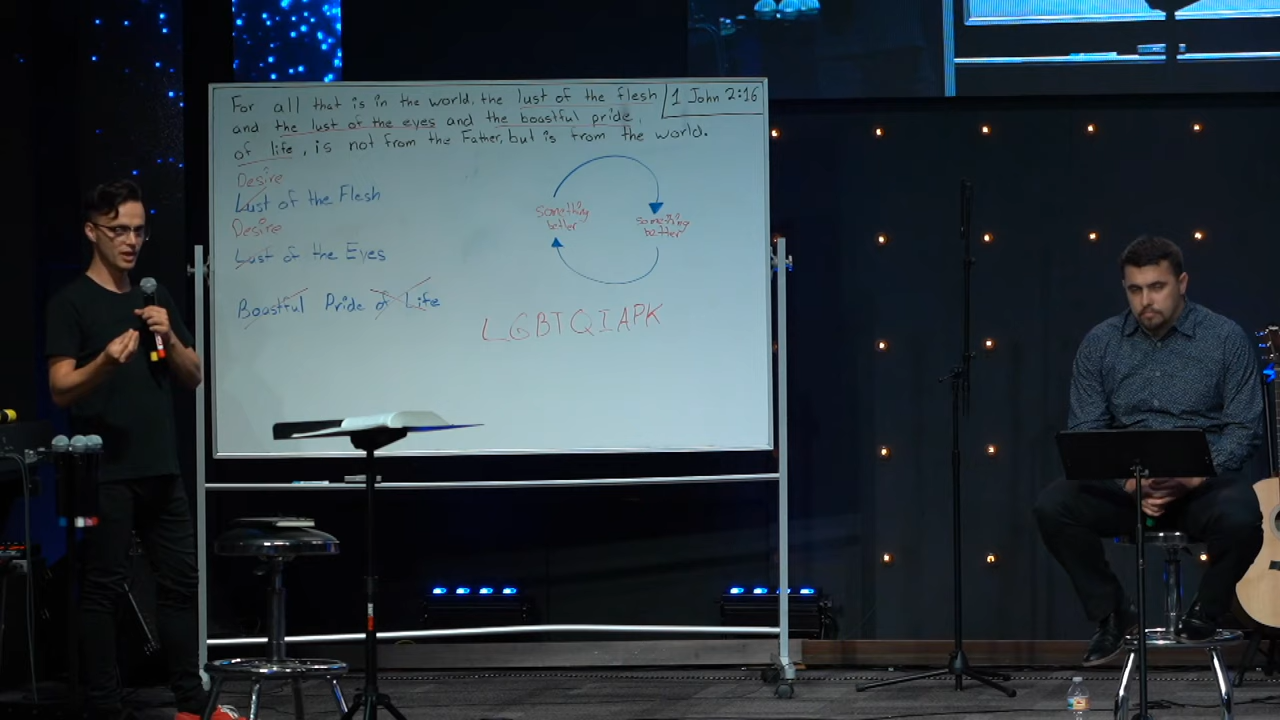 For all that is in the world, the lust of the flesh
1 John 2:16
and the lust of the eyes and the boastful pride,
of life, is not from the Father, but is from the world.
Desire
Lust of the Flesh
Desire
Lust of the Eyes
Boastful Pride of Life
something
better
something
better
LGBTQIAPK